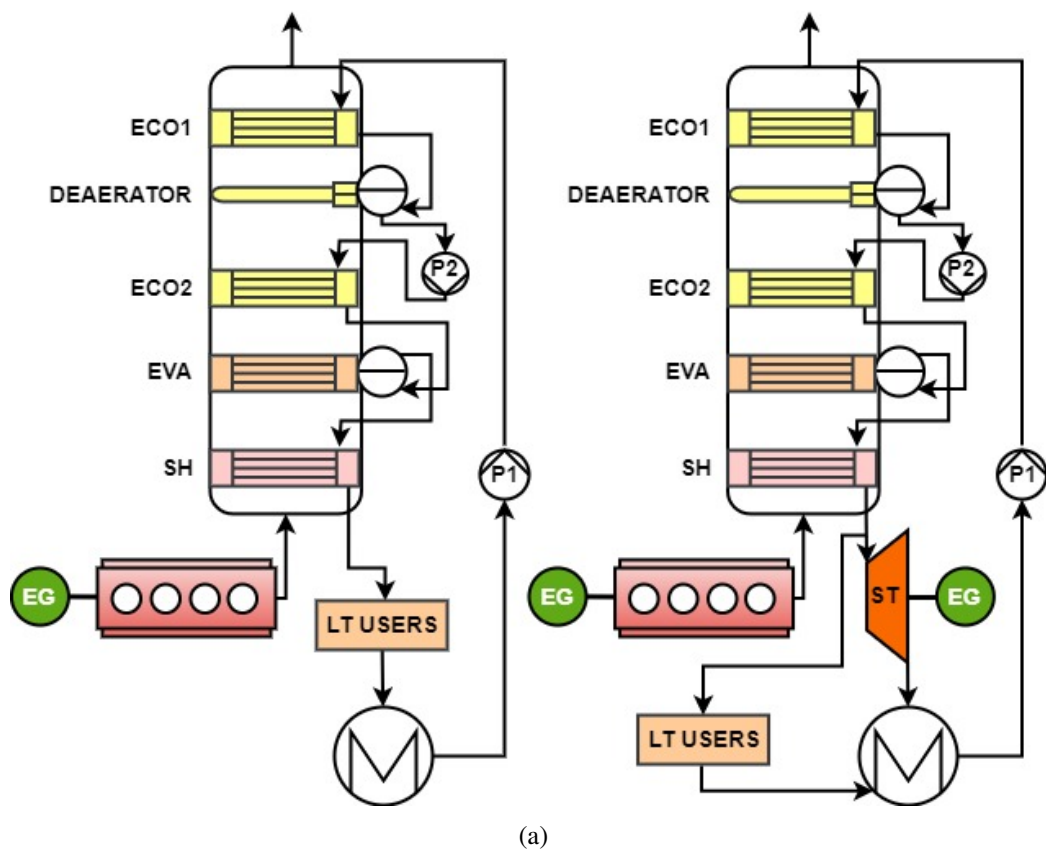 ECO1
DEAERATOR
P2
ECO2
EVA
SH
P1
EG
LT USERS
ECO1
DEAERATOR
P2
ECO2
EVA
SH
P1
EG
ST
EG
LT USERS
(a)